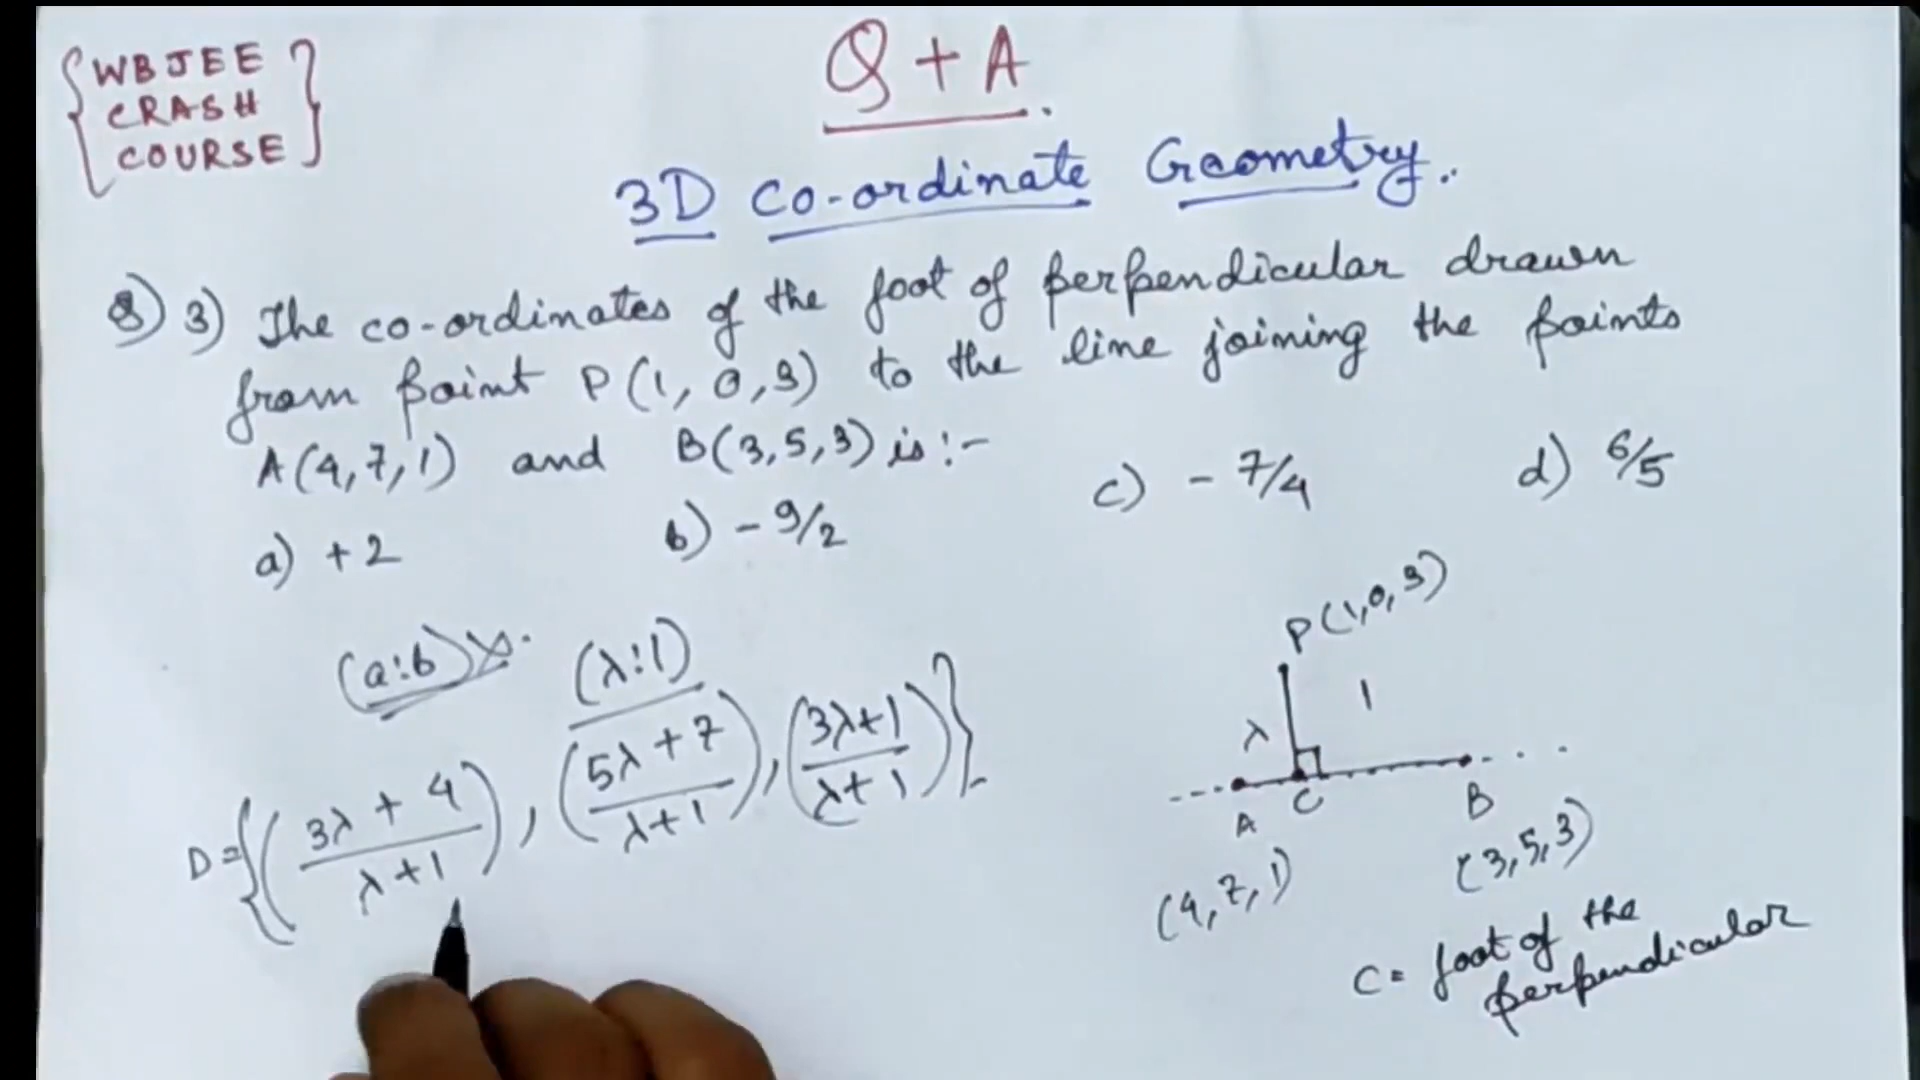 WBJEE
CRASH
COURSE
Q + A
3D Co-ordinate Geometry.
Q) 3) The co-ordinates of the foot of perpendicular drawn
from point P(1, 0, 3) to the line joining the points
A(4, 7, 1) and B(3, 5, 3) is :-
a) +2 b) - 9/2 c) - 7/4 d) 6/5
(a:b) (λ:1)
D = {((3λ + 4)/(λ + 1)), ((5λ + 7)/(λ + 1)), ((3λ + 1)/(λ + 1))}
P(1, 0, 3)
λ 1
A C B
(4, 7, 1) (3, 5, 3)
C = foot of the
perpendicular